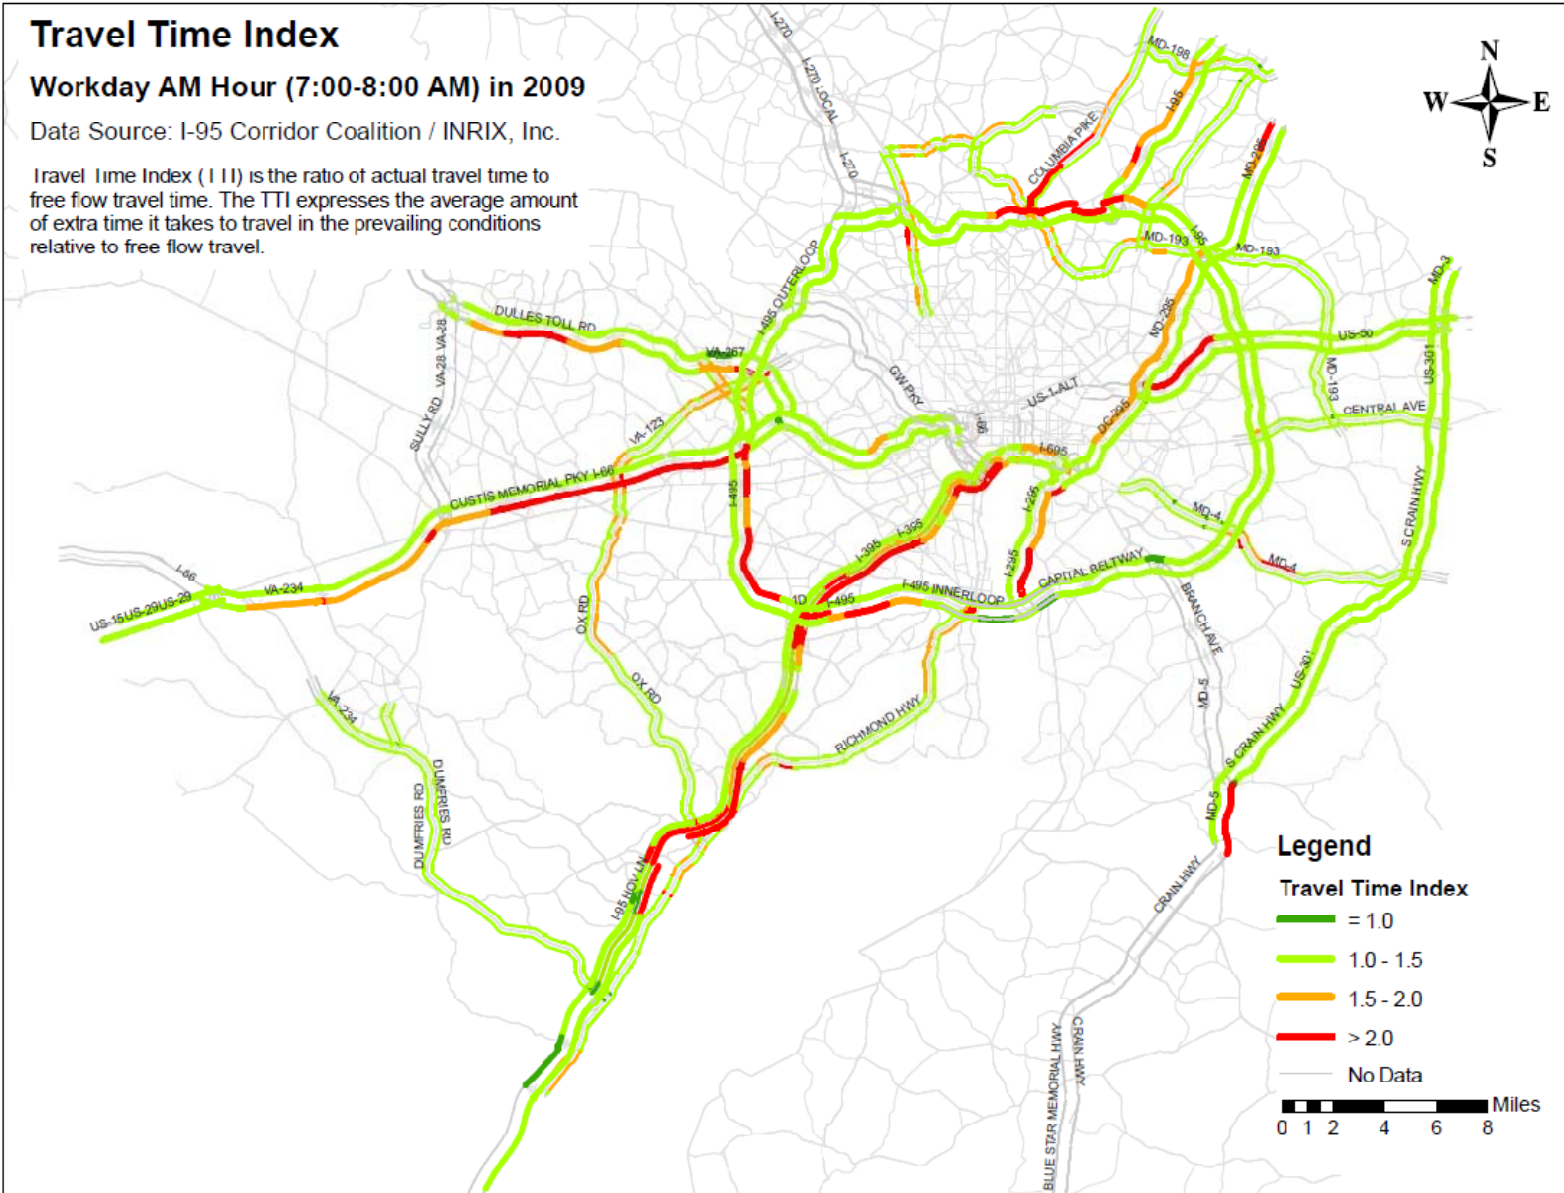 Travel Time Index
Workday AM Hour (7:00-8:00 AM) in 2009
Data Source: I-95 Corridor Coalition / INRIX, Inc.
Travel Time Index (TTI) is the ratio of actual travel time to
free flow travel time. The TTI expresses the average amount
of extra time it takes to travel in the prevailing conditions
relative to free flow travel.
N
W
E
S
I-270
I-270 LOCAL
I-270
MD-198
I-95
COLUMBIA PIKE
MD-295
I-495 OUTERLOOP
MD-193
I-95
MD-193
MD-3
DULLES TOLL RD
VA-267
MD-295
US-50
US-301
VA-28
VA-28
GW PKY
US-1-ALT
MD-193
CENTRAL AVE
SULLY RD
VA-123
I-66
DC-295
I-695
CUSTIS MEMORIAL PKY
I-66
I-495
I-295
MD-4
S CRAIN HWY
I-395
I-395
I-66
VA-234
US-15
US-29
US-29
I-295
CAPITAL BELTWAY
MD-4
1D
I-495
I-495 INNERLOOP
OX RD
BRANCH AVE
OX RD
MD-5
US-301
VA-234
RICHMOND HWY
S CRAIN HWY
DUMFRIES RD
DUMFRIES RD
MD-5
I-95 HOV LN
CRAIN HWY
BLUE STAR MEMORIAL HWY
CRAIN HWY
Legend
Travel Time Index
= 1.0
1.0 - 1.5
1.5 - 2.0
> 2.0
No Data
Miles
0 1 2 4 6 8